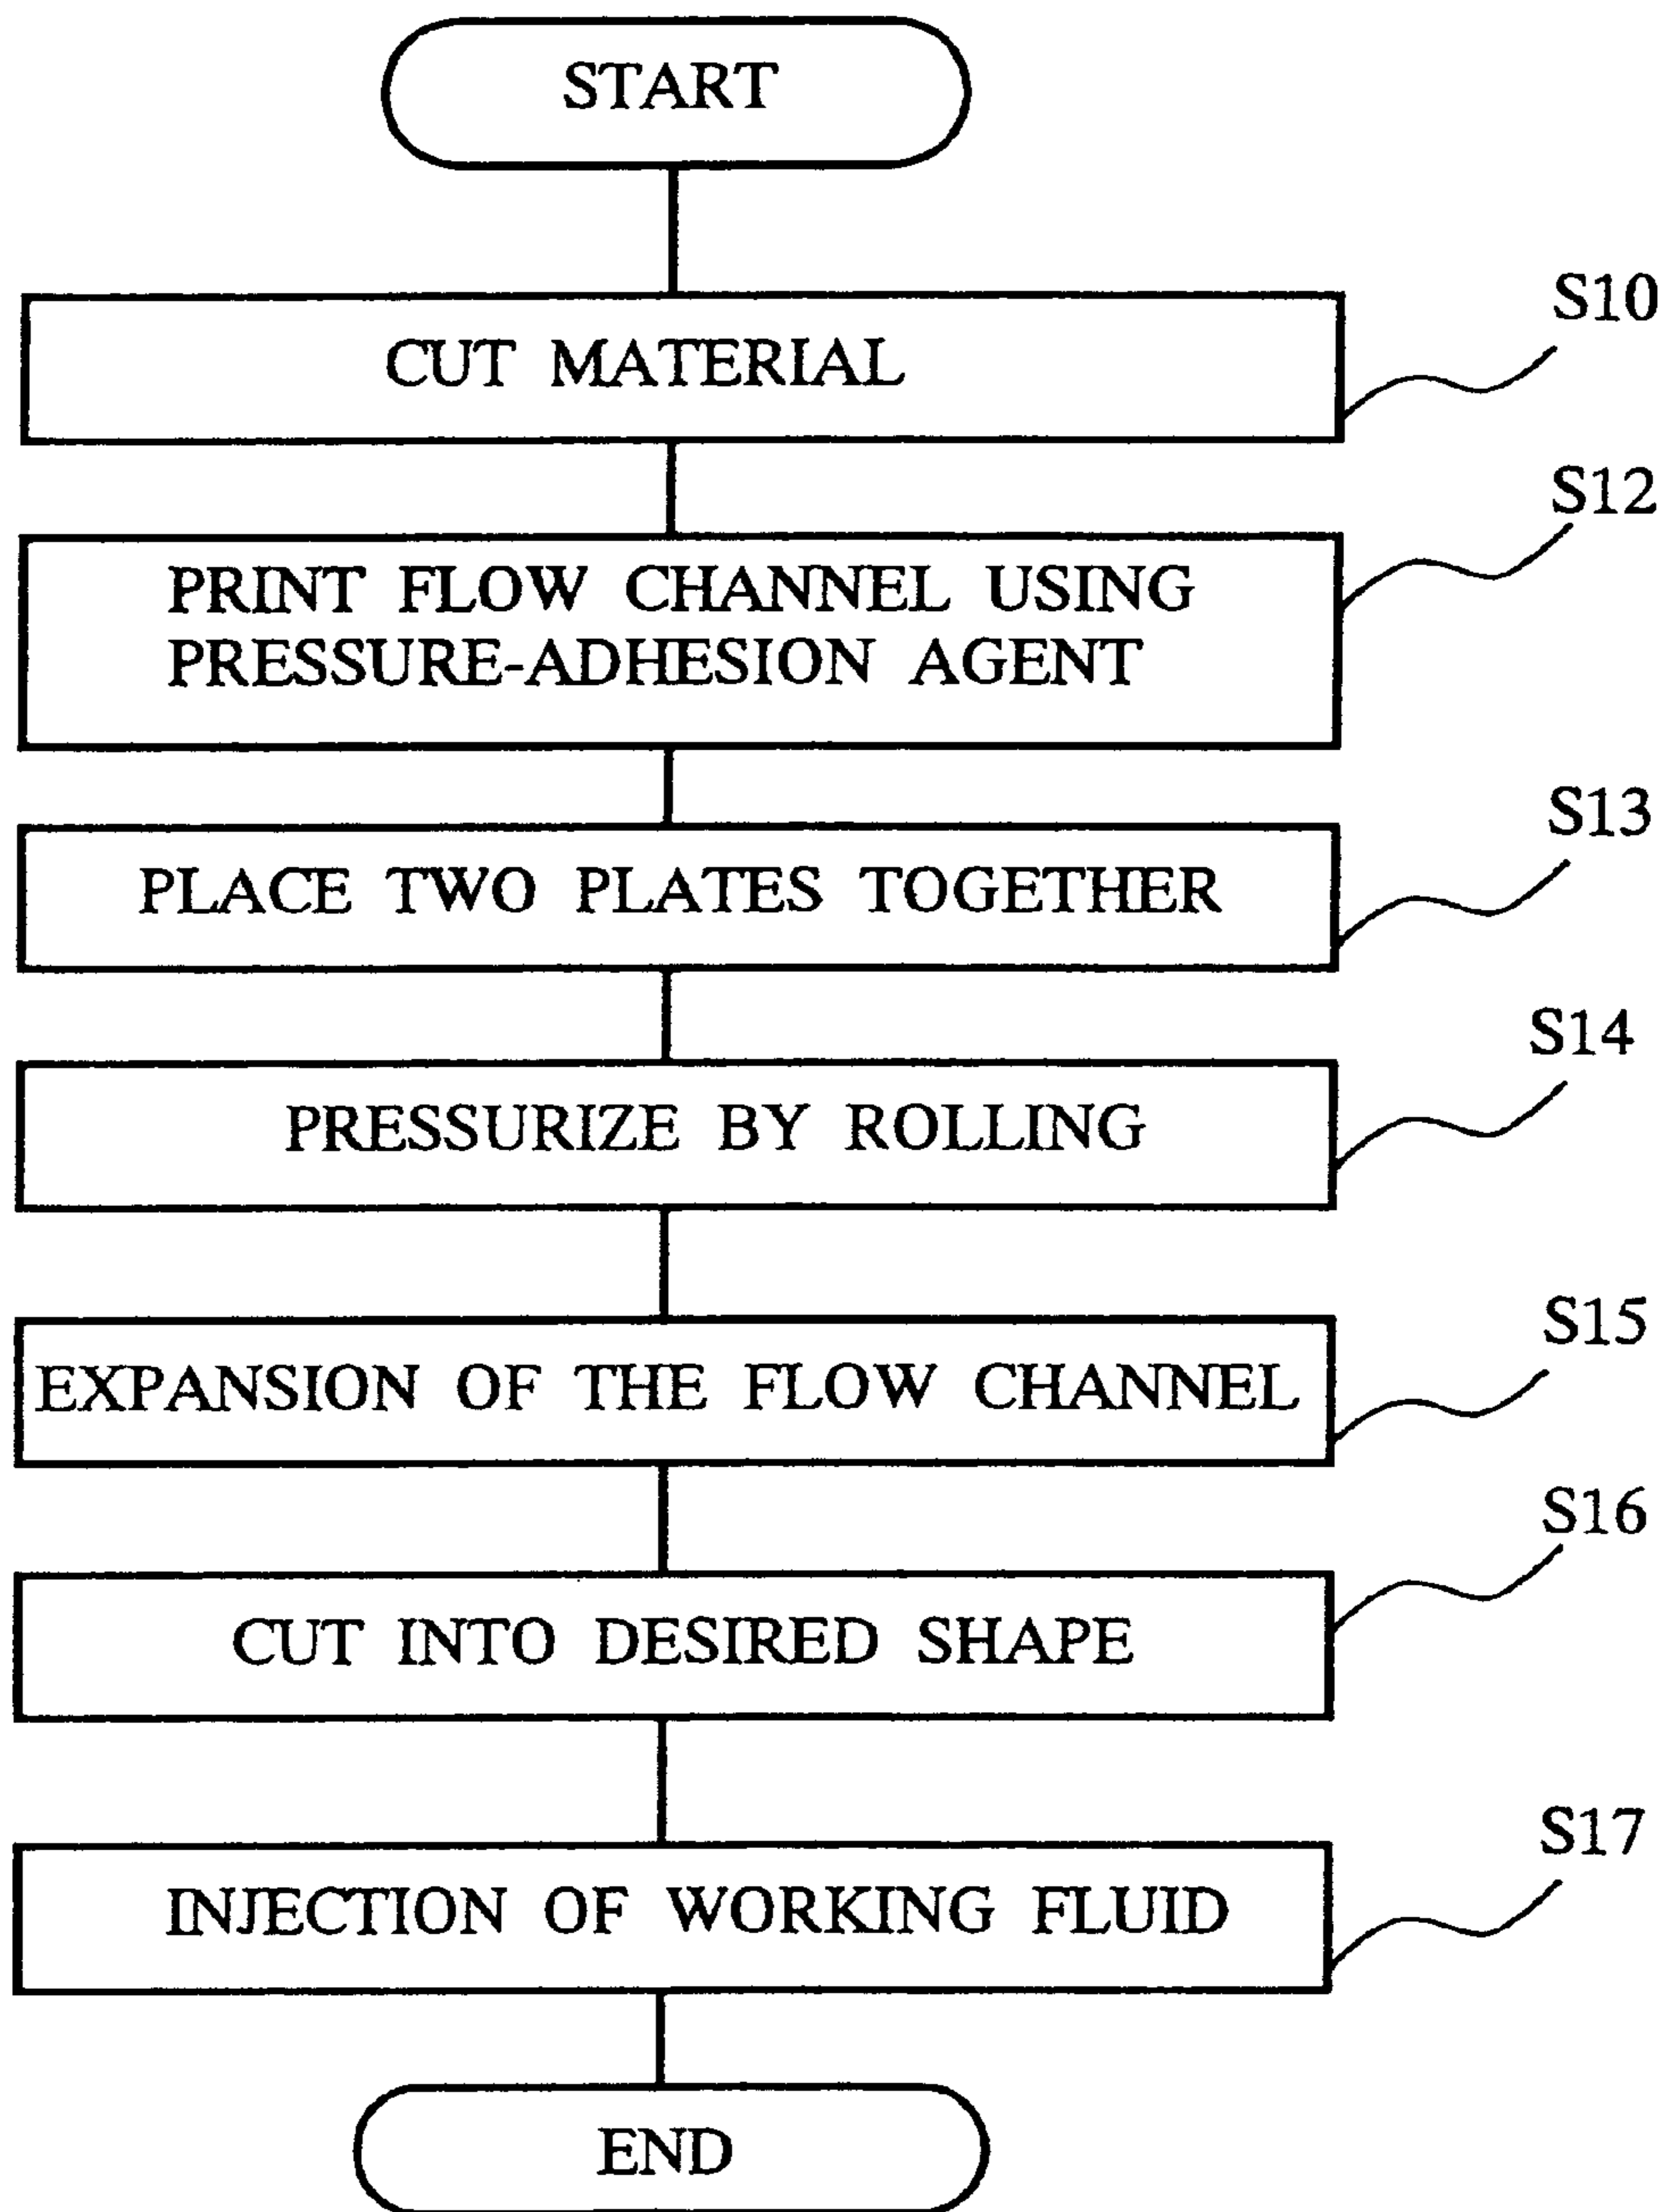 START
S10
CUT MATERIAL
S12
PRINT FLOW CHANNEL USING
PRESSURE-ADHESION AGENT
S13
PLACE TWO PLATES TOGETHER
S14
PRESSURIZE BY ROLLING
S15
EXPANSION OF THE FLOW CHANNEL
S16
CUT INTO DESIRED SHAPE
S17
INJECTION OF WORKING FLUID
END